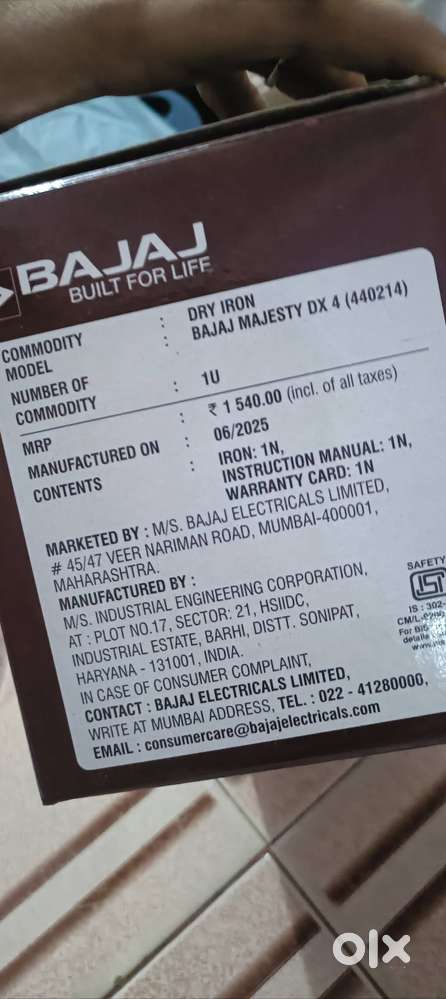 BAJAJ
BUILT FOR LIFE
COMMODITY : DRY IRON
MODEL : BAJAJ MAJESTY DX 4 (440214)
NUMBER OF
COMMODITY : 1U
MRP : ₹ 1 540.00 (incl. of all taxes)
MANUFACTURED ON : 06/2025
CONTENTS : IRON: 1N,
INSTRUCTION MANUAL: 1N,
WARRANTY CARD: 1N
MARKETED BY : M/S. BAJAJ ELECTRICALS LIMITED,
# 45/47 VEER NARIMAN ROAD, MUMBAI-400001,
MAHARASHTRA.
MANUFACTURED BY :
M/S. INDUSTRIAL ENGINEERING CORPORATION,
AT : PLOT NO.17, SECTOR: 21, HSIIDC,
INDUSTRIAL ESTATE, BARHI, DISTT. SONIPAT,
HARYANA - 131001, INDIA.
IN CASE OF CONSUMER COMPLAINT,
CONTACT : BAJAJ ELECTRICALS LIMITED,
WRITE AT MUMBAI ADDRESS, TEL. : 022 - 41280000,
EMAIL : consumercare@bajajelectricals.com
SAFETY
IS : 302-
CM/L-
For BIS
details
olx